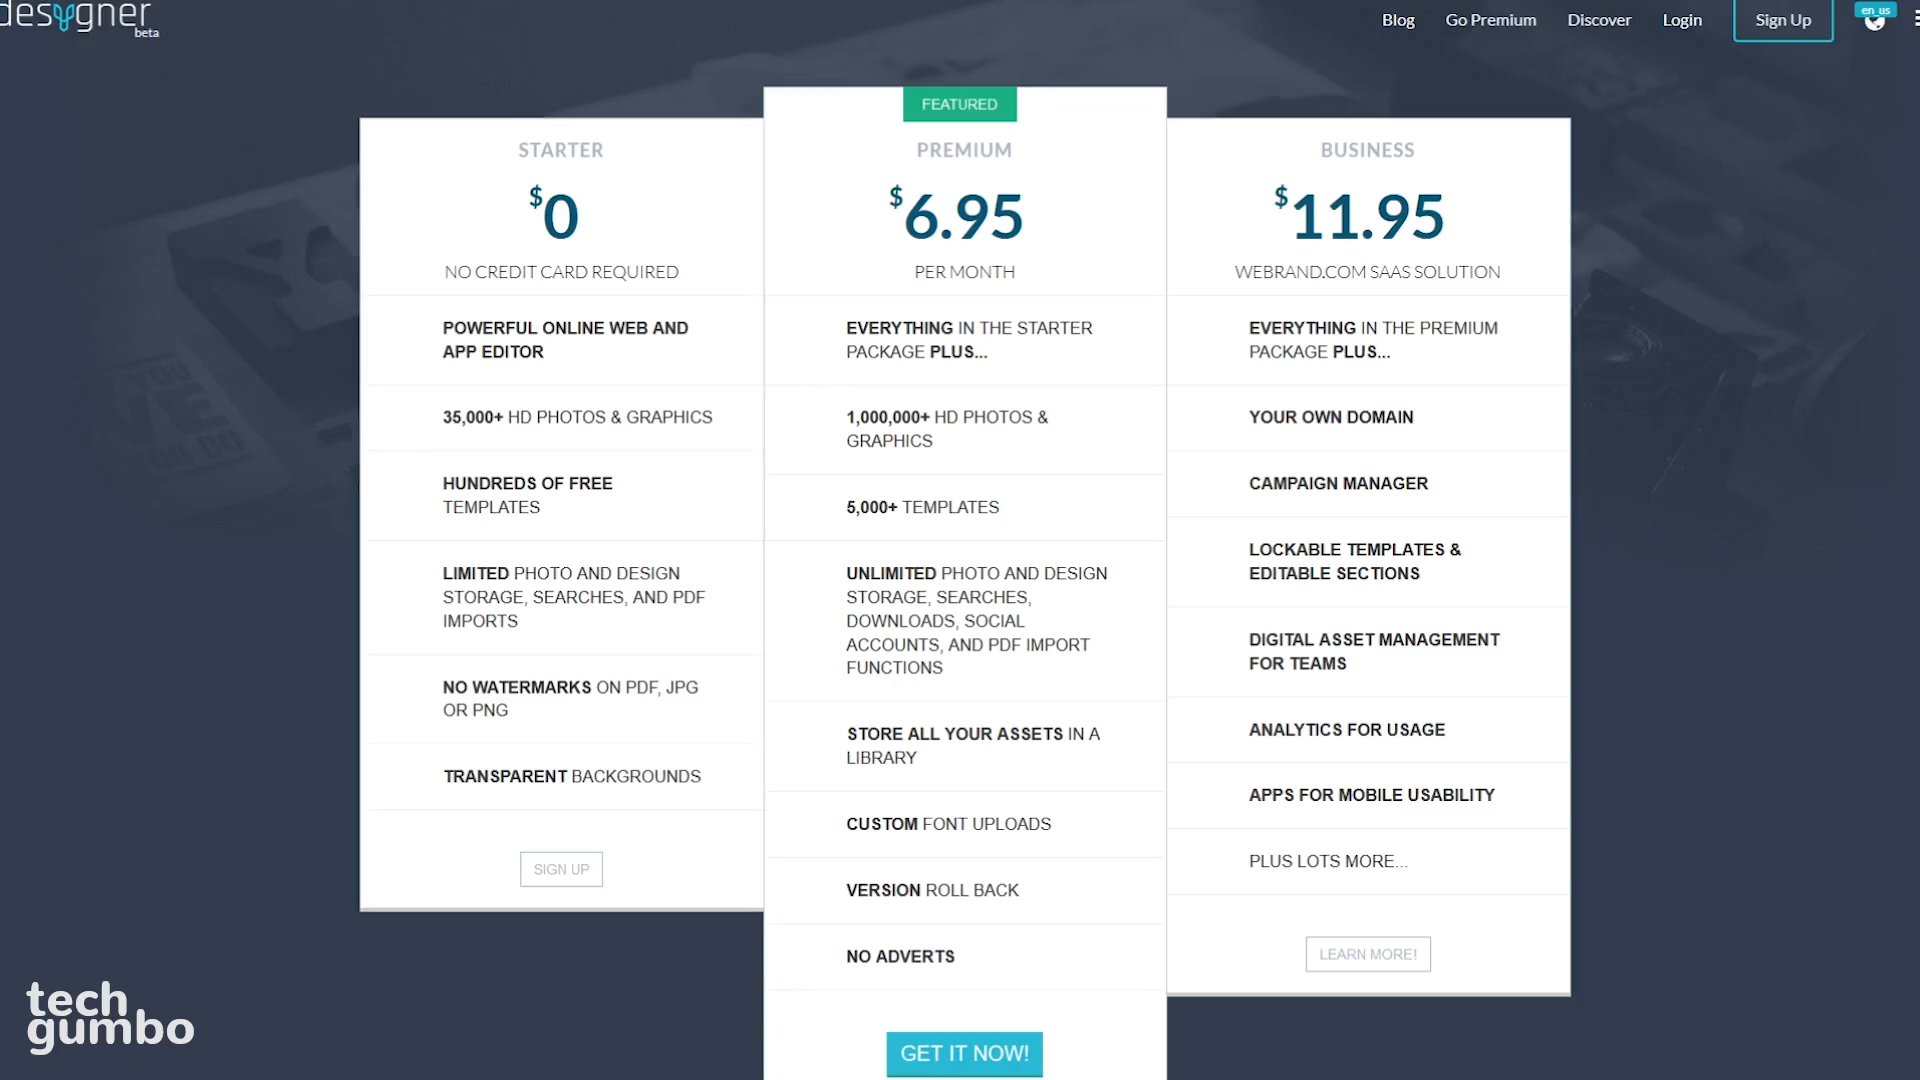 desygner
beta
Blog
Go Premium
Discover
Login
Sign Up
en_us
STARTER
$0
NO CREDIT CARD REQUIRED
POWERFUL ONLINE WEB AND
APP EDITOR
35,000+ HD PHOTOS & GRAPHICS
HUNDREDS OF FREE
TEMPLATES
LIMITED PHOTO AND DESIGN
STORAGE, SEARCHES, AND PDF
IMPORTS
NO WATERMARKS ON PDF, JPG
OR PNG
TRANSPARENT BACKGROUNDS
SIGN UP
FEATURED
PREMIUM
$6.95
PER MONTH
EVERYTHING IN THE STARTER
PACKAGE PLUS...
1,000,000+ HD PHOTOS &
GRAPHICS
5,000+ TEMPLATES
UNLIMITED PHOTO AND DESIGN
STORAGE, SEARCHES,
DOWNLOADS, SOCIAL
ACCOUNTS, AND PDF IMPORT
FUNCTIONS
STORE ALL YOUR ASSETS IN A
LIBRARY
CUSTOM FONT UPLOADS
VERSION ROLL BACK
NO ADVERTS
GET IT NOW!
BUSINESS
$11.95
WEBRAND.COM SAAS SOLUTION
EVERYTHING IN THE PREMIUM
PACKAGE PLUS...
YOUR OWN DOMAIN
CAMPAIGN MANAGER
LOCKABLE TEMPLATES &
EDITABLE SECTIONS
DIGITAL ASSET MANAGEMENT
FOR TEAMS
ANALYTICS FOR USAGE
APPS FOR MOBILE USABILITY
PLUS LOTS MORE...
LEARN MORE!
YOU
YOU DO
tech
gumbo